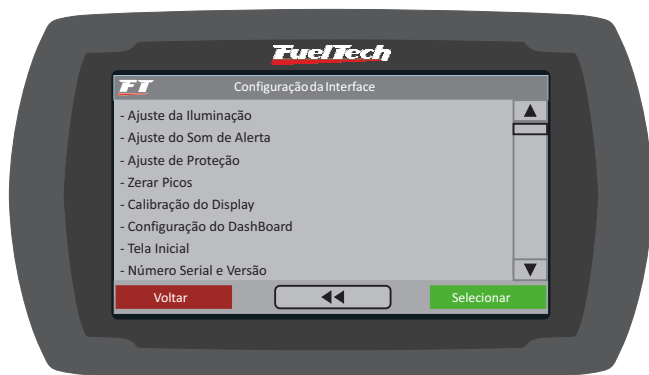 FuelTech
FT Configuração da Interface
- Ajuste da Iluminação
- Ajuste do Som de Alerta
- Ajuste de Proteção
- Zerar Picos
- Calibração do Display
- Configuração do DashBoard
- Tela Inicial
- Número Serial e Versão
Voltar Selecionar